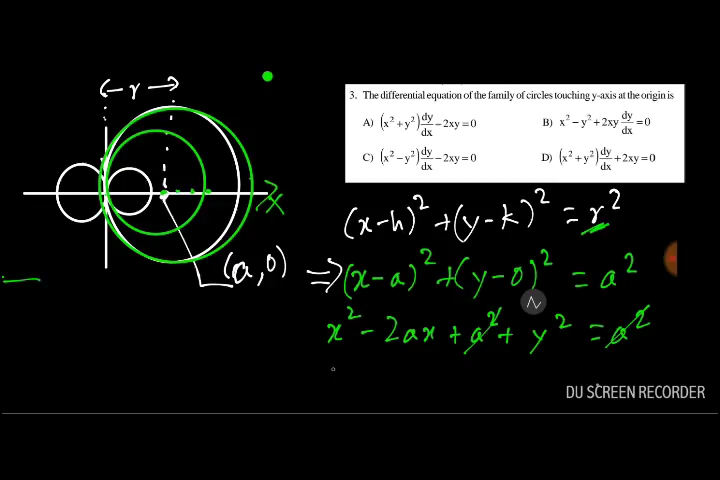 r
3. The differential equation of the family of circles touching y-axis at the origin is
A) (x² + y²) dy/dx − 2xy = 0
B) x² − y² + 2xy dy/dx = 0
C) (x² − y²) dy/dx − 2xy = 0
D) (x² + y²) dy/dx + 2xy = 0
x
(x−h)² + (y−k)² = r²
(a,0)
⇒ (x−a)² + (y−0)² = a²
x² − 2ax + a² + y² = a²
DU SCREEN RECORDER